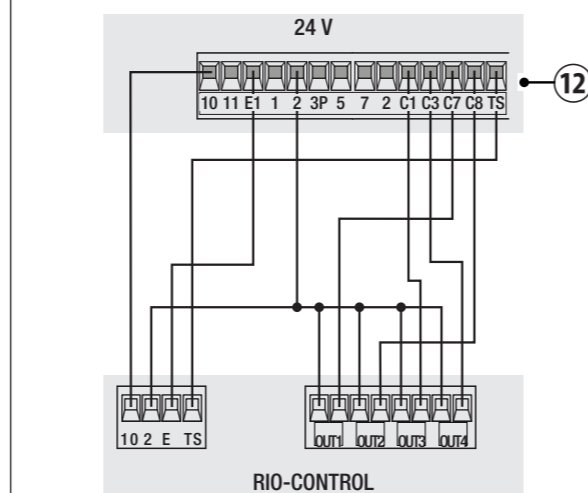 24 V
12
10 11 E1 1 2 3P 5 7 2 C1 C3 C7 C8 TS
10 2 E TS
OUT1 OUT2 OUT3 OUT4
RIO-CONTROL